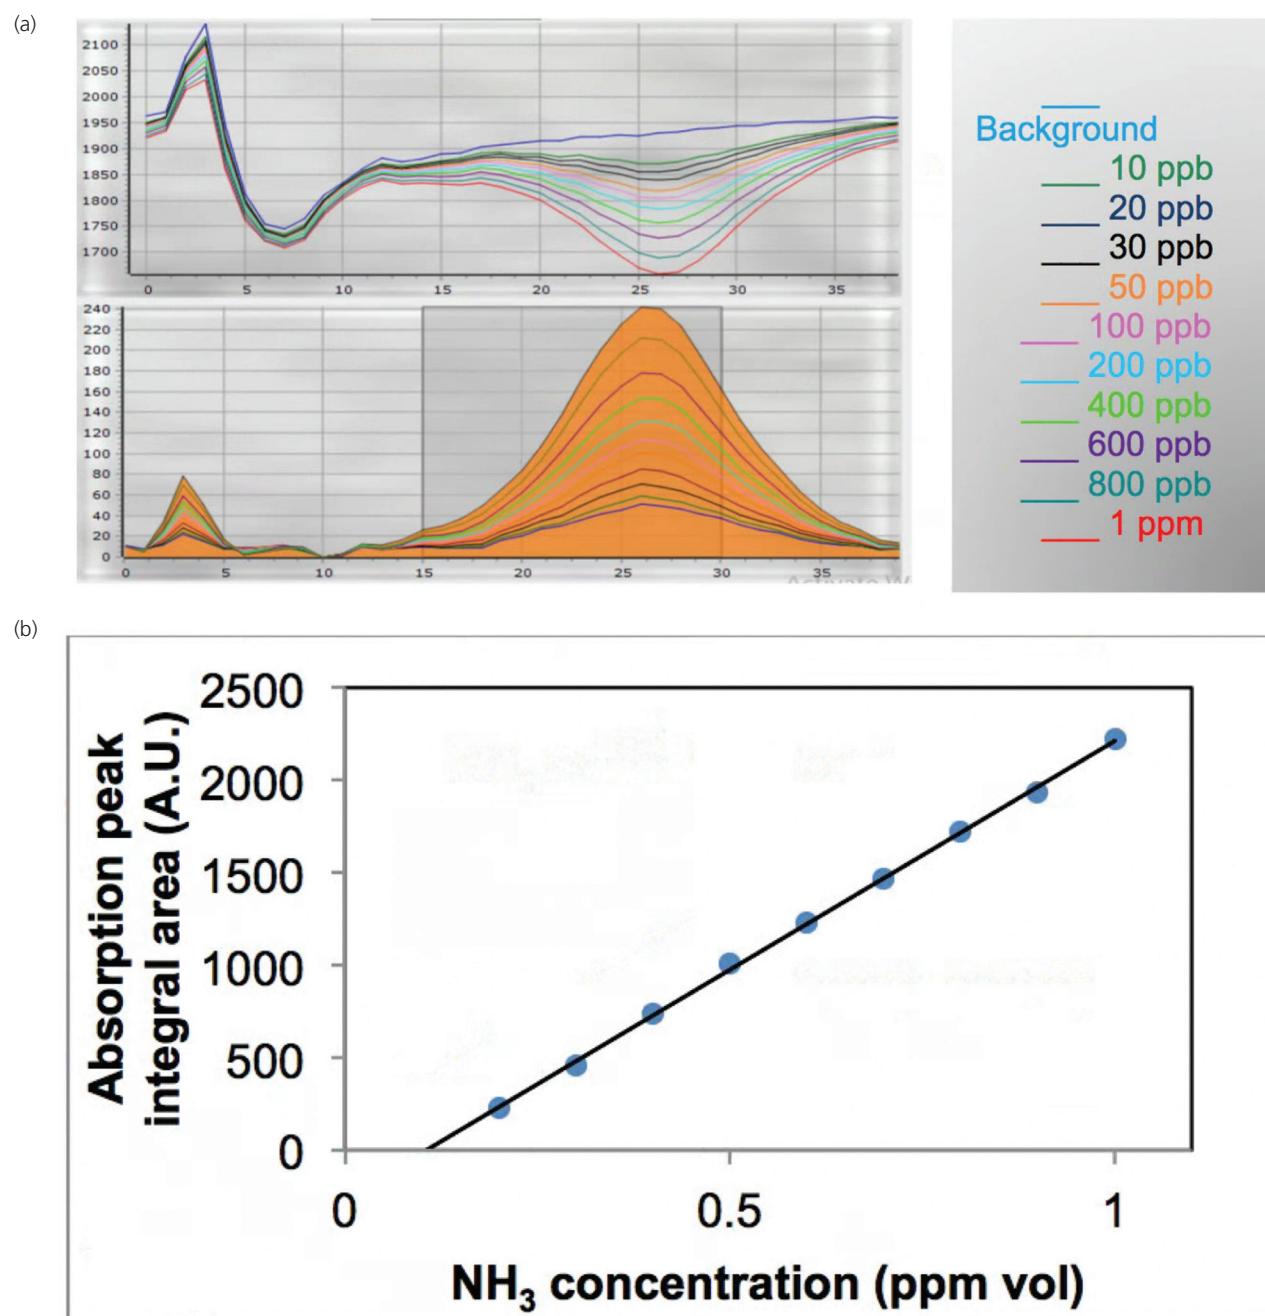 (a)
2100
2050
2000
1950
1900
1850
1800
1750
1700
0 5 10 15 20 25 30 35
240
220
200
180
160
140
120
100
80
60
40
20
0
0 5 10 15 20 25 30 35
Activate W
Background
10 ppb
20 ppb
30 ppb
50 ppb
100 ppb
200 ppb
400 ppb
600 ppb
800 ppb
1 ppm
(b)
Absorption peak
integral area (A.U.)
2500
2000
1500
1000
500
0
0 0.5 1
NH₃ concentration (ppm vol)